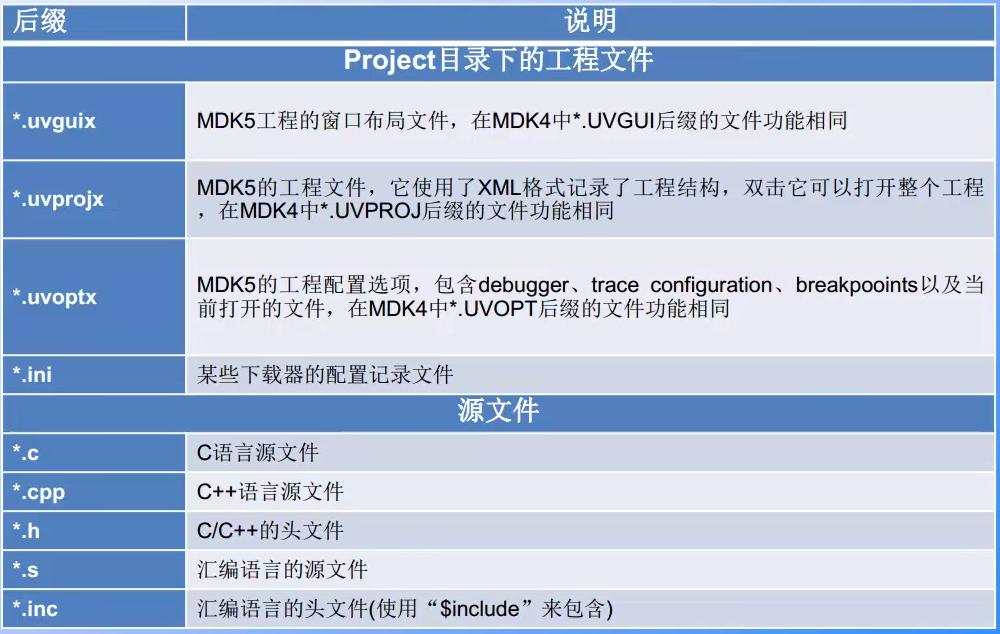 后缀 说明
Project目录下的工程文件
*.uvguix MDK5工程的窗口布局文件，在MDK4中*.UVGUI后缀的文件功能相同
*.uvprojx MDK5的工程文件，它使用了XML格式记录了工程结构，双击它可以打开整个工程
，在MDK4中*.UVPROJ后缀的文件功能相同
*.uvoptx MDK5的工程配置选项，包含debugger、trace configuration、breakpooints以及当
前打开的文件，在MDK4中*.UVOPT后缀的文件功能相同
*.ini 某些下载器的配置记录文件
源文件
*.c C语言源文件
*.cpp C++语言源文件
*.h C/C++的头文件
*.s 汇编语言的源文件
*.inc 汇编语言的头文件(使用“$include”来包含)